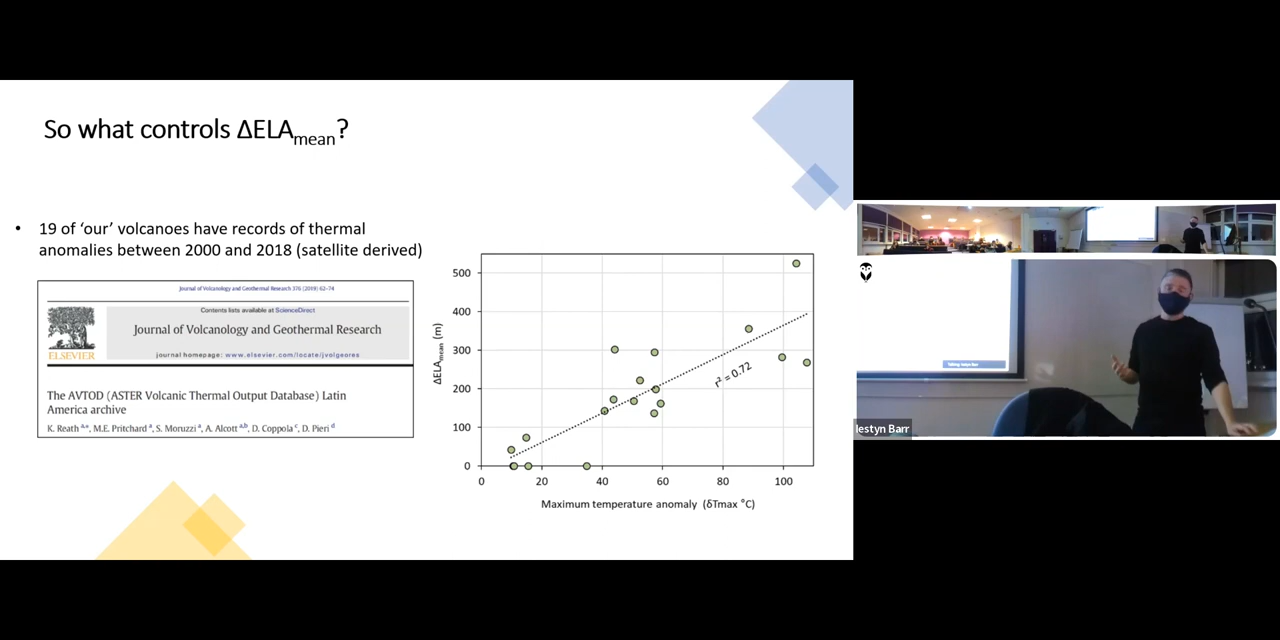 So what controls ΔELAmean?
• 19 of ‘our’ volcanoes have records of thermal
anomalies between 2000 and 2018 (satellite derived)
Journal of Volcanology and Geothermal Research 376 (2019) 62–74
Contents lists available at ScienceDirect
Journal of Volcanology and Geothermal Research
journal homepage: www.elsevier.com/locate/jvolgeores
ELSEVIER
The AVTOD (ASTER Volcanic Thermal Output Database) Latin
America archive
K. Reath a,*, M.E. Pritchard a, S. Moruzzi a, A. Alcott a,b, D. Coppola c, D. Pieri d
ΔELAmean (m)
500
400
300
200
100
0
r² = 0.72
0 20 40 60 80 100
Maximum temperature anomaly (δTmax °C)
Iestyn Barr